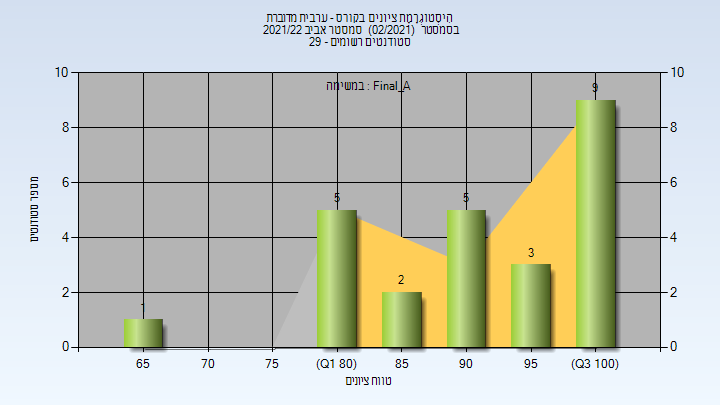 הִיסְטוֹגְרָמַת ציונים בקורס - ערבית מדוברת
בסמסטר (02/2021) סמסטר אביב 2021/22
סטודנטים רשומים - 29
במשימה : Final_A
10 10
8 8
6 6
4 4
2 2
0 0
1 5 2 5 3 9
מספר סטודנטים
65 70 75 (Q1 80) 85 90 95 (Q3 100)
טווח ציונים